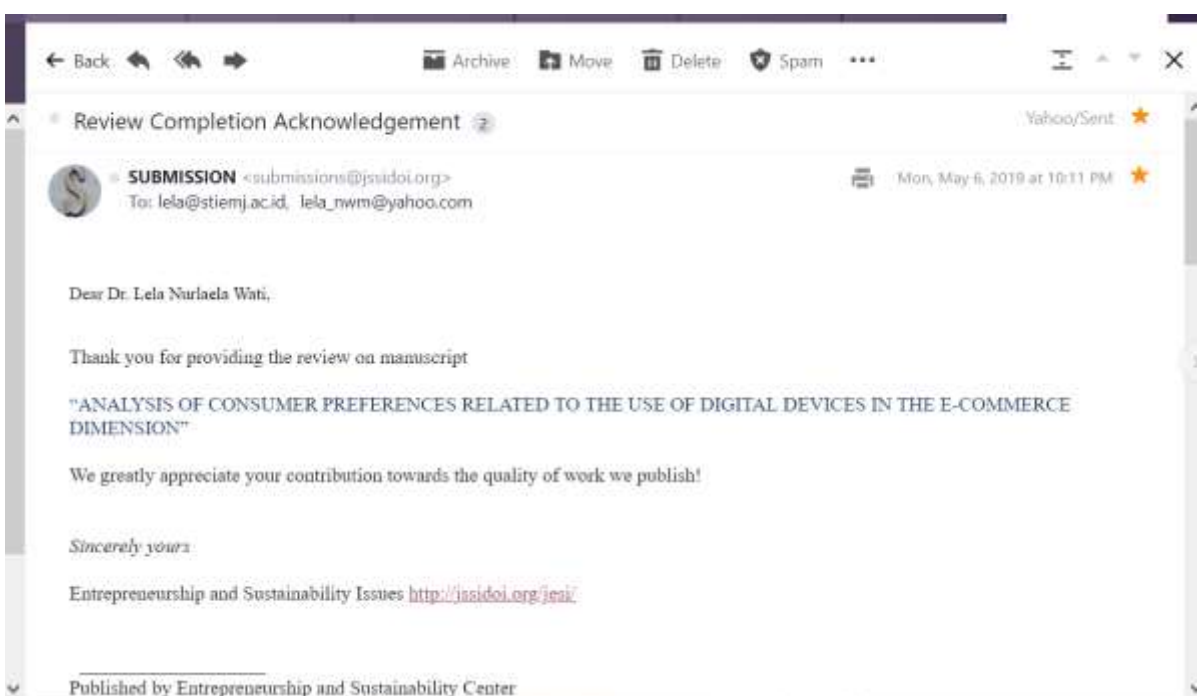 Back Archive Move Delete Spam
Review Completion Acknowledgement 2
Yahoo/Sent
SUBMISSION <submissions@jssidoi.org>
Mon, May 6, 2019 at 10:11 PM
To: lela@stiemj.ac.id, lela_nwm@yahoo.com
Dear Dr. Lela Nurlaela Wati,
Thank you for providing the review on manuscript
“ANALYSIS OF CONSUMER PREFERENCES RELATED TO THE USE OF DIGITAL DEVICES IN THE E-COMMERCE
DIMENSION”
We greatly appreciate your contribution towards the quality of work we publish!
Sincerely yours
Entrepreneurship and Sustainability Issues http://jssidoi.org/jesi/
Published by Entrepreneurship and Sustainability Center